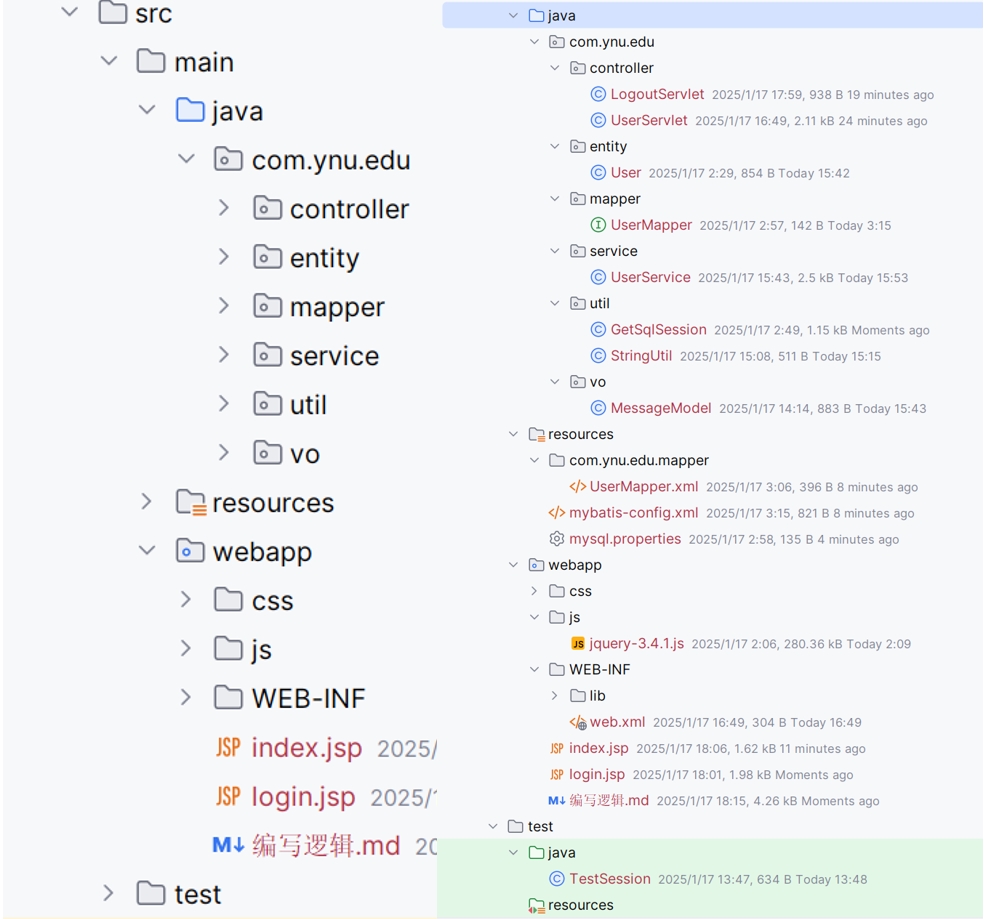 src
main
java
com.ynu.edu
controller
entity
mapper
service
util
vo
resources
webapp
css
js
WEB-INF
JSP index.jsp 2025/
JSP login.jsp 2025/1
M↓ 编写逻辑.md 20
test
java
com.ynu.edu
controller
C LogoutServlet 2025/1/17 17:59, 938 B 19 minutes ago
C UserServlet 2025/1/17 16:49, 2.11 kB 24 minutes ago
entity
C User 2025/1/17 2:29, 854 B Today 15:42
mapper
I UserMapper 2025/1/17 2:57, 142 B Today 3:15
service
C UserService 2025/1/17 15:43, 2.5 kB Today 15:53
util
C GetSqlSession 2025/1/17 2:49, 1.15 kB Moments ago
C StringUtil 2025/1/17 15:08, 511 B Today 15:15
vo
C MessageModel 2025/1/17 14:14, 883 B Today 15:43
resources
com.ynu.edu.mapper
</> UserMapper.xml 2025/1/17 3:06, 396 B 8 minutes ago
</> mybatis-config.xml 2025/1/17 3:15, 821 B 8 minutes ago
mysql.properties 2025/1/17 2:58, 135 B 4 minutes ago
webapp
css
js
JS jquery-3.4.1.js 2025/1/17 2:06, 280.36 kB Today 2:09
WEB-INF
lib
web.xml 2025/1/17 16:49, 304 B Today 16:49
JSP index.jsp 2025/1/17 18:06, 1.62 kB 11 minutes ago
JSP login.jsp 2025/1/17 18:01, 1.98 kB Moments ago
M↓ 编写逻辑.md 2025/1/17 18:15, 4.26 kB Moments ago
test
java
C TestSession 2025/1/17 13:47, 634 B Today 13:48
resources